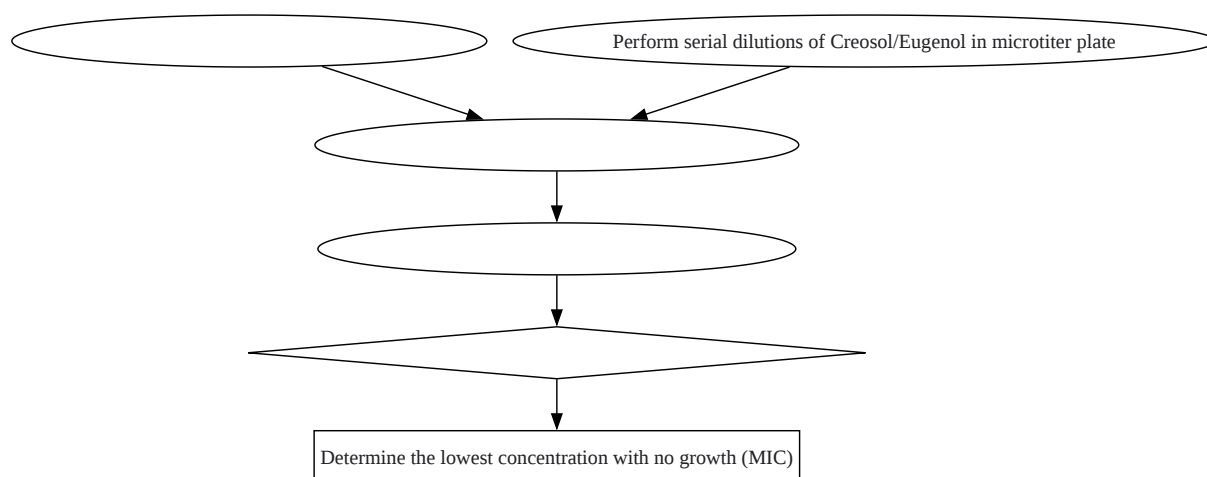 Perform serial dilutions of Creosol/Eugenol in microtiter plate
Determine the lowest concentration with no growth (MIC)